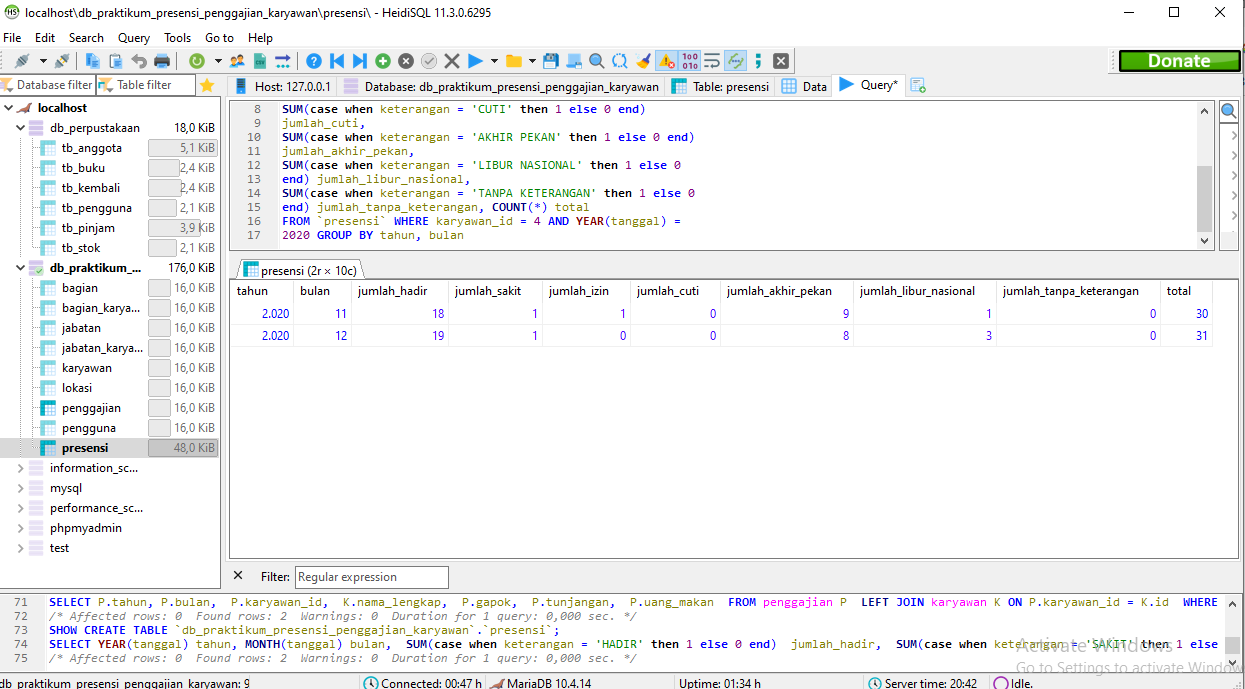 localhost\db_praktikum_presensi_penggajian_karyawan\presensi\ - HeidiSQL 11.3.0.6295
File Edit Search Query Tools Go to Help
Donate
Database filter Table filter Host: 127.0.0.1 Database: db_praktikum_presensi_penggajian_karyawan Table: presensi Data Query*
localhost
db_perpustakaan 18,0 KiB
tb_anggota 5,1 KiB
tb_buku 2,4 KiB
tb_kembali 2,4 KiB
tb_pengguna 2,1 KiB
tb_pinjam 3,9 KiB
tb_stok 2,1 KiB
db_praktikum_... 176,0 KiB
bagian 16,0 KiB
bagian_karya... 16,0 KiB
jabatan 16,0 KiB
jabatan_karya... 16,0 KiB
karyawan 16,0 KiB
lokasi 16,0 KiB
penggajian 16,0 KiB
pengguna 16,0 KiB
presensi 48,0 KiB
information_sc...
mysql
performance_sc...
phpmyadmin
test
8 SUM(case when keterangan = 'CUTI' then 1 else 0 end)
9 jumlah_cuti,
10 SUM(case when keterangan = 'AKHIR PEKAN' then 1 else 0 end)
11 jumlah_akhir_pekan,
12 SUM(case when keterangan = 'LIBUR NASIONAL' then 1 else 0
13 end) jumlah_libur_nasional,
14 SUM(case when keterangan = 'TANPA KETERANGAN' then 1 else 0
15 end) jumlah_tanpa_keterangan, COUNT(*) total
16 FROM `presensi` WHERE karyawan_id = 4 AND YEAR(tanggal) =
17 2020 GROUP BY tahun, bulan
presensi (2r × 10c)
tahun bulan jumlah_hadir jumlah_sakit jumlah_izin jumlah_cuti jumlah_akhir_pekan jumlah_libur_nasional jumlah_tanpa_keterangan total
2.020 11 18 1 1 0 9 1 0 30
2.020 12 19 1 0 0 8 3 0 31
Filter: Regular expression
71 SELECT P.tahun, P.bulan, P.karyawan_id, K.nama_lengkap, P.gapok, P.tunjangan, P.uang_makan FROM penggajian P LEFT JOIN karyawan K ON P.karyawan_id = K.id WHERE
72 /* Affected rows: 0 Found rows: 2 Warnings: 0 Duration for 1 query: 0,000 sec. */
73 SHOW CREATE TABLE `db_praktikum_presensi_penggajian_karyawan`.`presensi`;
74 SELECT YEAR(tanggal) tahun, MONTH(tanggal) bulan, SUM(case when keterangan = 'HADIR' then 1 else 0 end) jumlah_hadir, SUM(case when keterangan = 'SAKIT' then 1 else
75 /* Affected rows: 0 Found rows: 2 Warnings: 0 Duration for 1 query: 0,000 sec. */
Activate Windows
Go to Settings to activate Window
db_praktikum_presensi_penggajian_karyawan: 9 Connected: 00:47 h MariaDB 10.4.14 Uptime: 01:34 h Server time: 20:42 Idle.